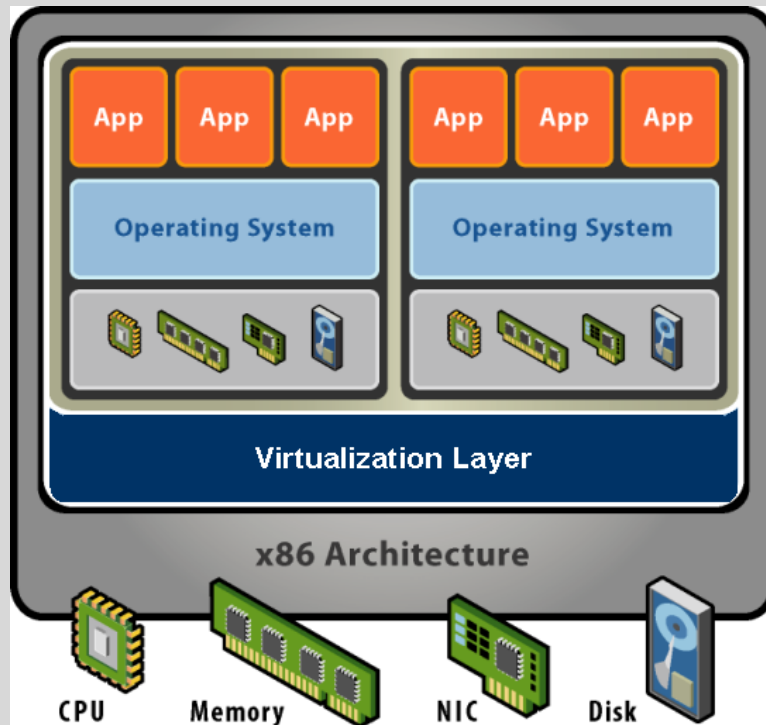 App App App App App App
Operating System Operating System
Virtualization Layer
x86 Architecture
CPU Memory NIC Disk